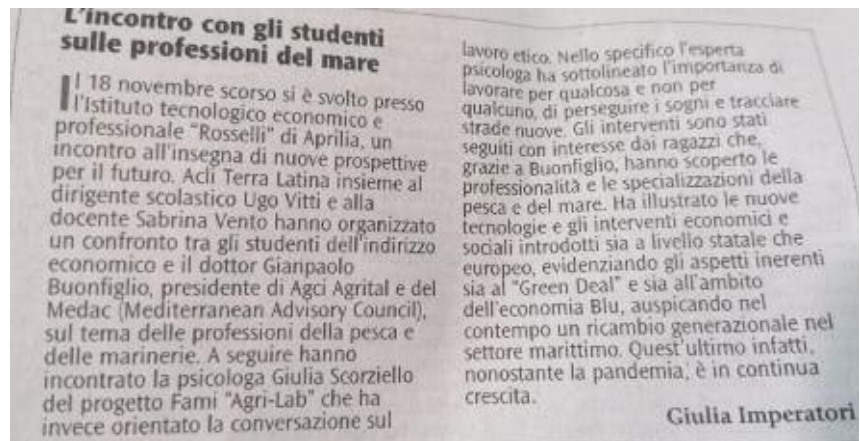 L'incontro con gli studenti
sulle professioni del mare
Il 18 novembre scorso si è svolto presso
l'Istituto tecnologico economico e
professionale "Rosselli" di Aprilia, un
incontro all'insegna di nuove prospettive
per il futuro. Acli Terra Latina insieme al
dirigente scolastico Ugo Vitti e alla
docente Sabrina Vento hanno organizzato
un confronto tra gli studenti dell'indirizzo
economico e il dottor Gianpaolo
Buonfiglio, presidente di Agci Agrital e del
Medac (Mediterranean Advisory Council),
sul tema delle professioni della pesca e
delle marinerie. A seguire hanno
incontrato la psicologa Giulia Scorziello
del progetto Fami "Agri-Lab" che ha
invece orientato la conversazione sul
lavoro etico. Nello specifico l'esperta
psicologa ha sottolineato l'importanza di
lavorare per qualcosa e non per
qualcuno, di perseguire i sogni e tracciare
strade nuove. Gli interventi sono stati
seguiti con interesse dai ragazzi che,
grazie a Buonfiglio, hanno scoperto le
professionalità e le specializzazioni della
pesca e del mare. Ha illustrato le nuove
tecnologie e gli interventi economici e
sociali introdotti sia a livello statale che
europeo, evidenziando gli aspetti inerenti
sia al "Green Deal" e sia all'ambito
dell'economia Blu, auspicando nel
contempo un ricambio generazionale nel
settore marittimo. Quest'ultimo infatti,
nonostante la pandemia, è in continua
crescita.
Giulia Imperatori